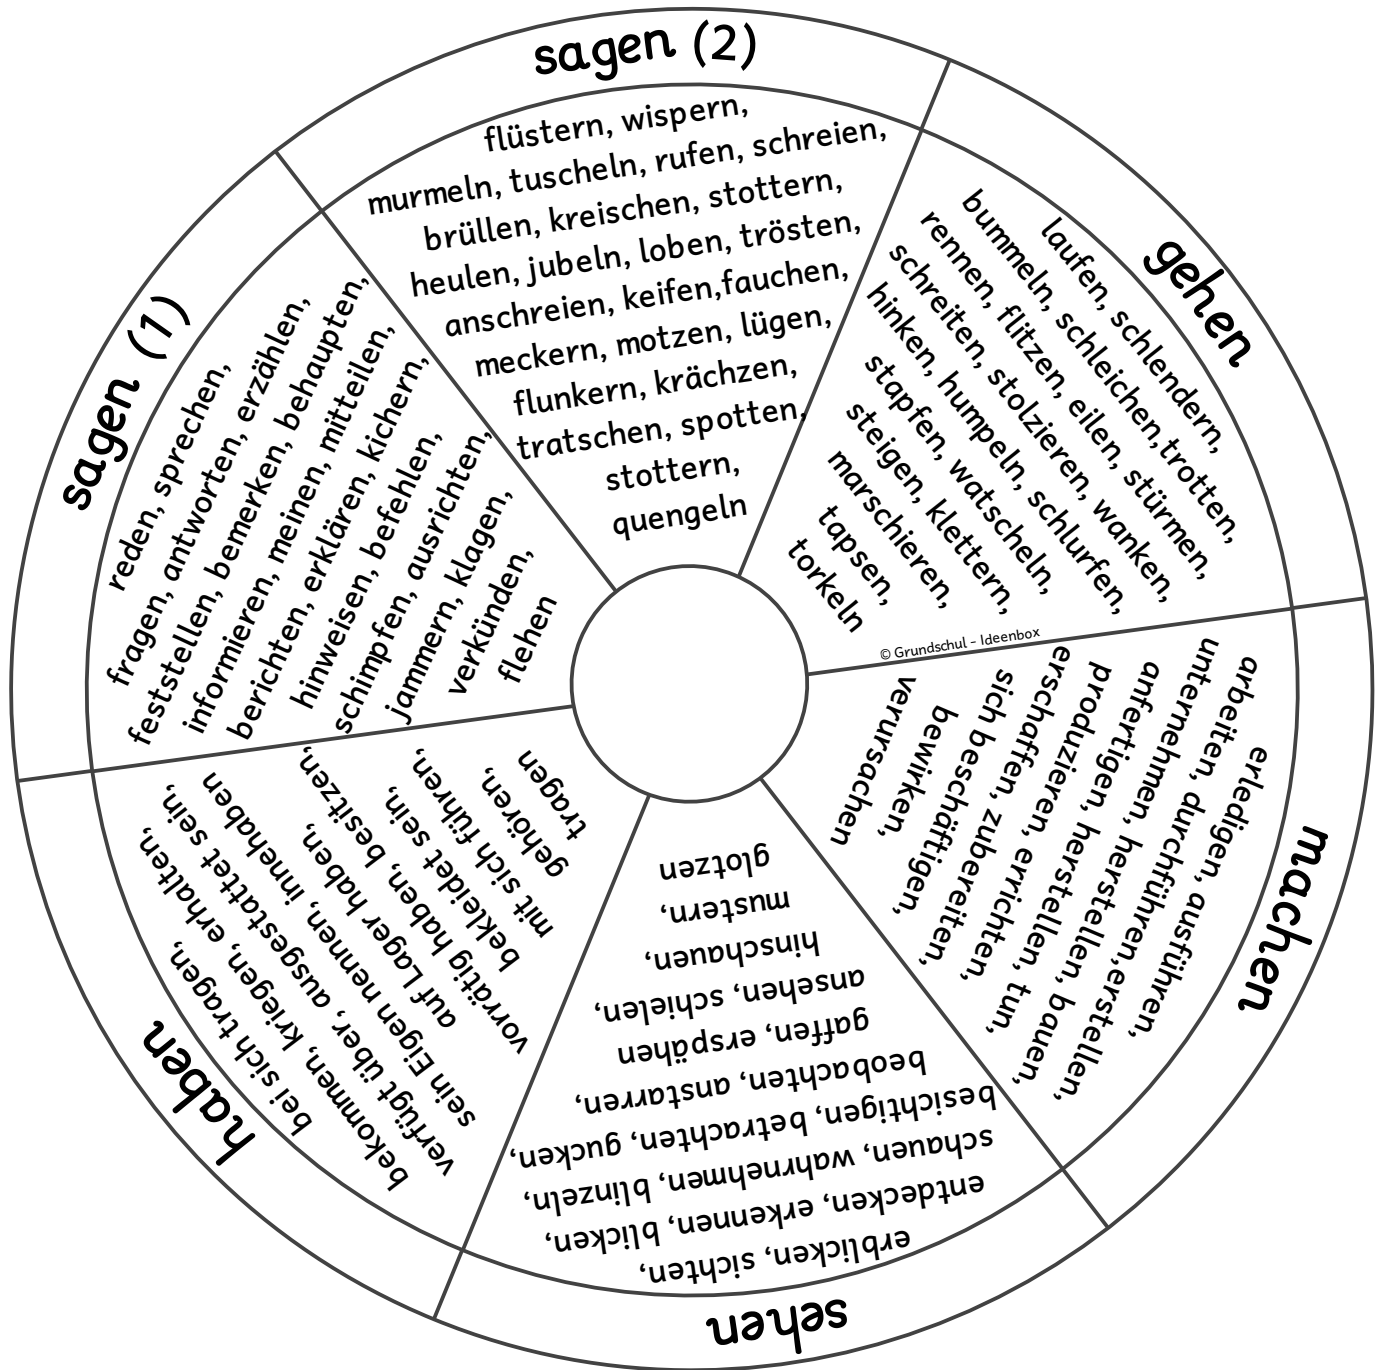 sagen (2)
flüstern, wispern,
murmeln, tuscheln, rufen, schreien,
brüllen, kreischen, stottern,
heulen, jubeln, loben, trösten,
anschreien, keifen,fauchen,
meckern, motzen, lügen,
flunkern, krächzen,
tratschen, spotten,
stottern,
quengeln
gehen
laufen, schlendern,
bummeln, schleichen,trotten,
rennen, flitzen, eilen, stürmen,
schreiten, stolzieren, wanken,
hinken, humpeln, schlurfen,
stapfen, watscheln,
steigen, klettern,
marschieren,
tapsen,
torkeln
© Grundschul - Ideenbox
machen
erledigen, ausführen,
arbeiten, durchführen,erstellen,
unternehmen, herstellen, bauen,
anfertigen, herstellen, tun,
produzieren, errichten,
erschaffen, zubereiten,
sich beschäftigen,
bewirken,
verursachen
sehen
erblicken, sichten,
entdecken, erkennen, blicken,
schauen, wahrnehmen, blinzeln,
besichtigen, betrachten, gucken,
beobachten, anstarren,
gaffen, erspähen
ansehen, schielen,
hinschauen,
mustern,
glotzen
haben
bei sich tragen,
bekommen, kriegen, erhalten,
verfügt über, ausgestattet sein,
sein Eigen nennen, innehaben
auf Lager haben,
vorrätig haben, besitzen,
bekleidet sein,
mit sich führen,
gehören,
tragen
sagen (1)
reden, sprechen,
fragen, antworten, erzählen,
feststellen, bemerken, behaupten,
informieren, meinen, mitteilen,
berichten, erklären, kichern,
hinweisen, befehlen,
schimpfen, ausrichten,
jammern, klagen,
verkünden,
flehen